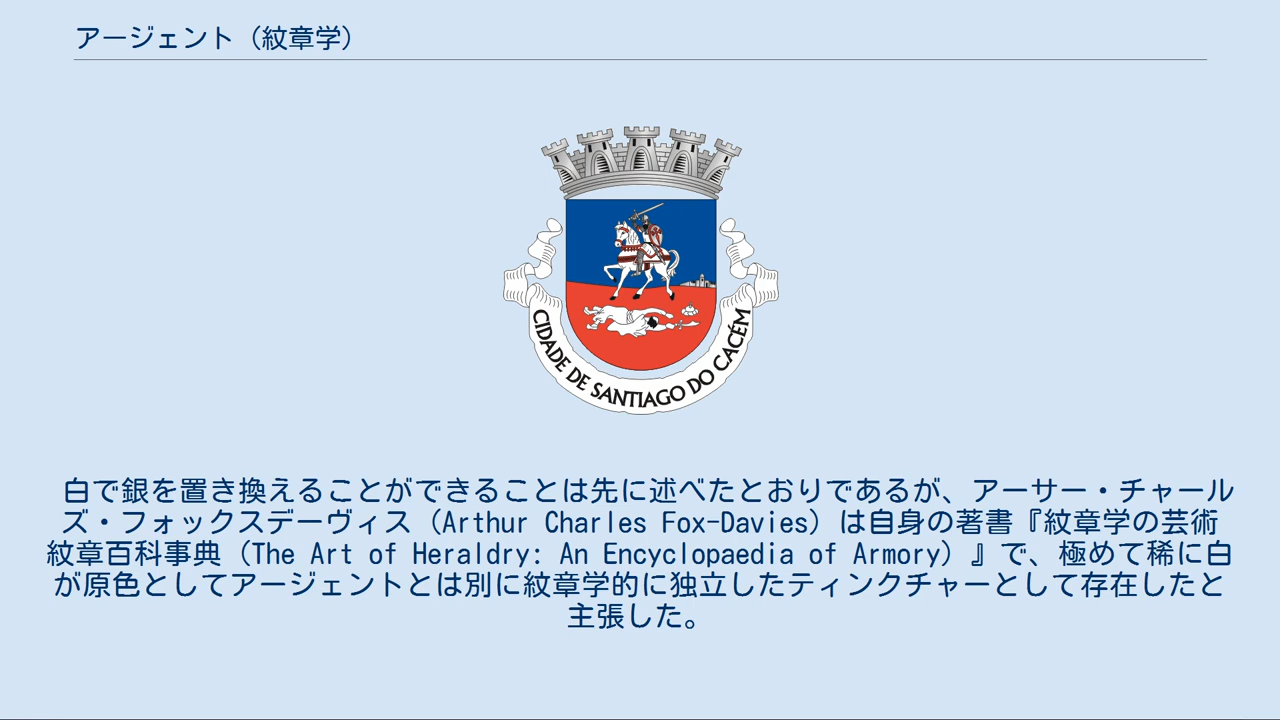 アージェント（紋章学）
CIDADE DE SANTIAGO DO CACÉM
白で銀を置き換えることができることは先に述べたとおりであるが、アーサー・チャール
ズ・フォックスデーヴィス（Arthur Charles Fox-Davies）は自身の著書『紋章学の芸術
紋章百科事典（The Art of Heraldry: An Encyclopaedia of Armory）』で、極めて稀に白
が原色としてアージェントとは別に紋章学的に独立したティンクチャーとして存在したと
主張した。